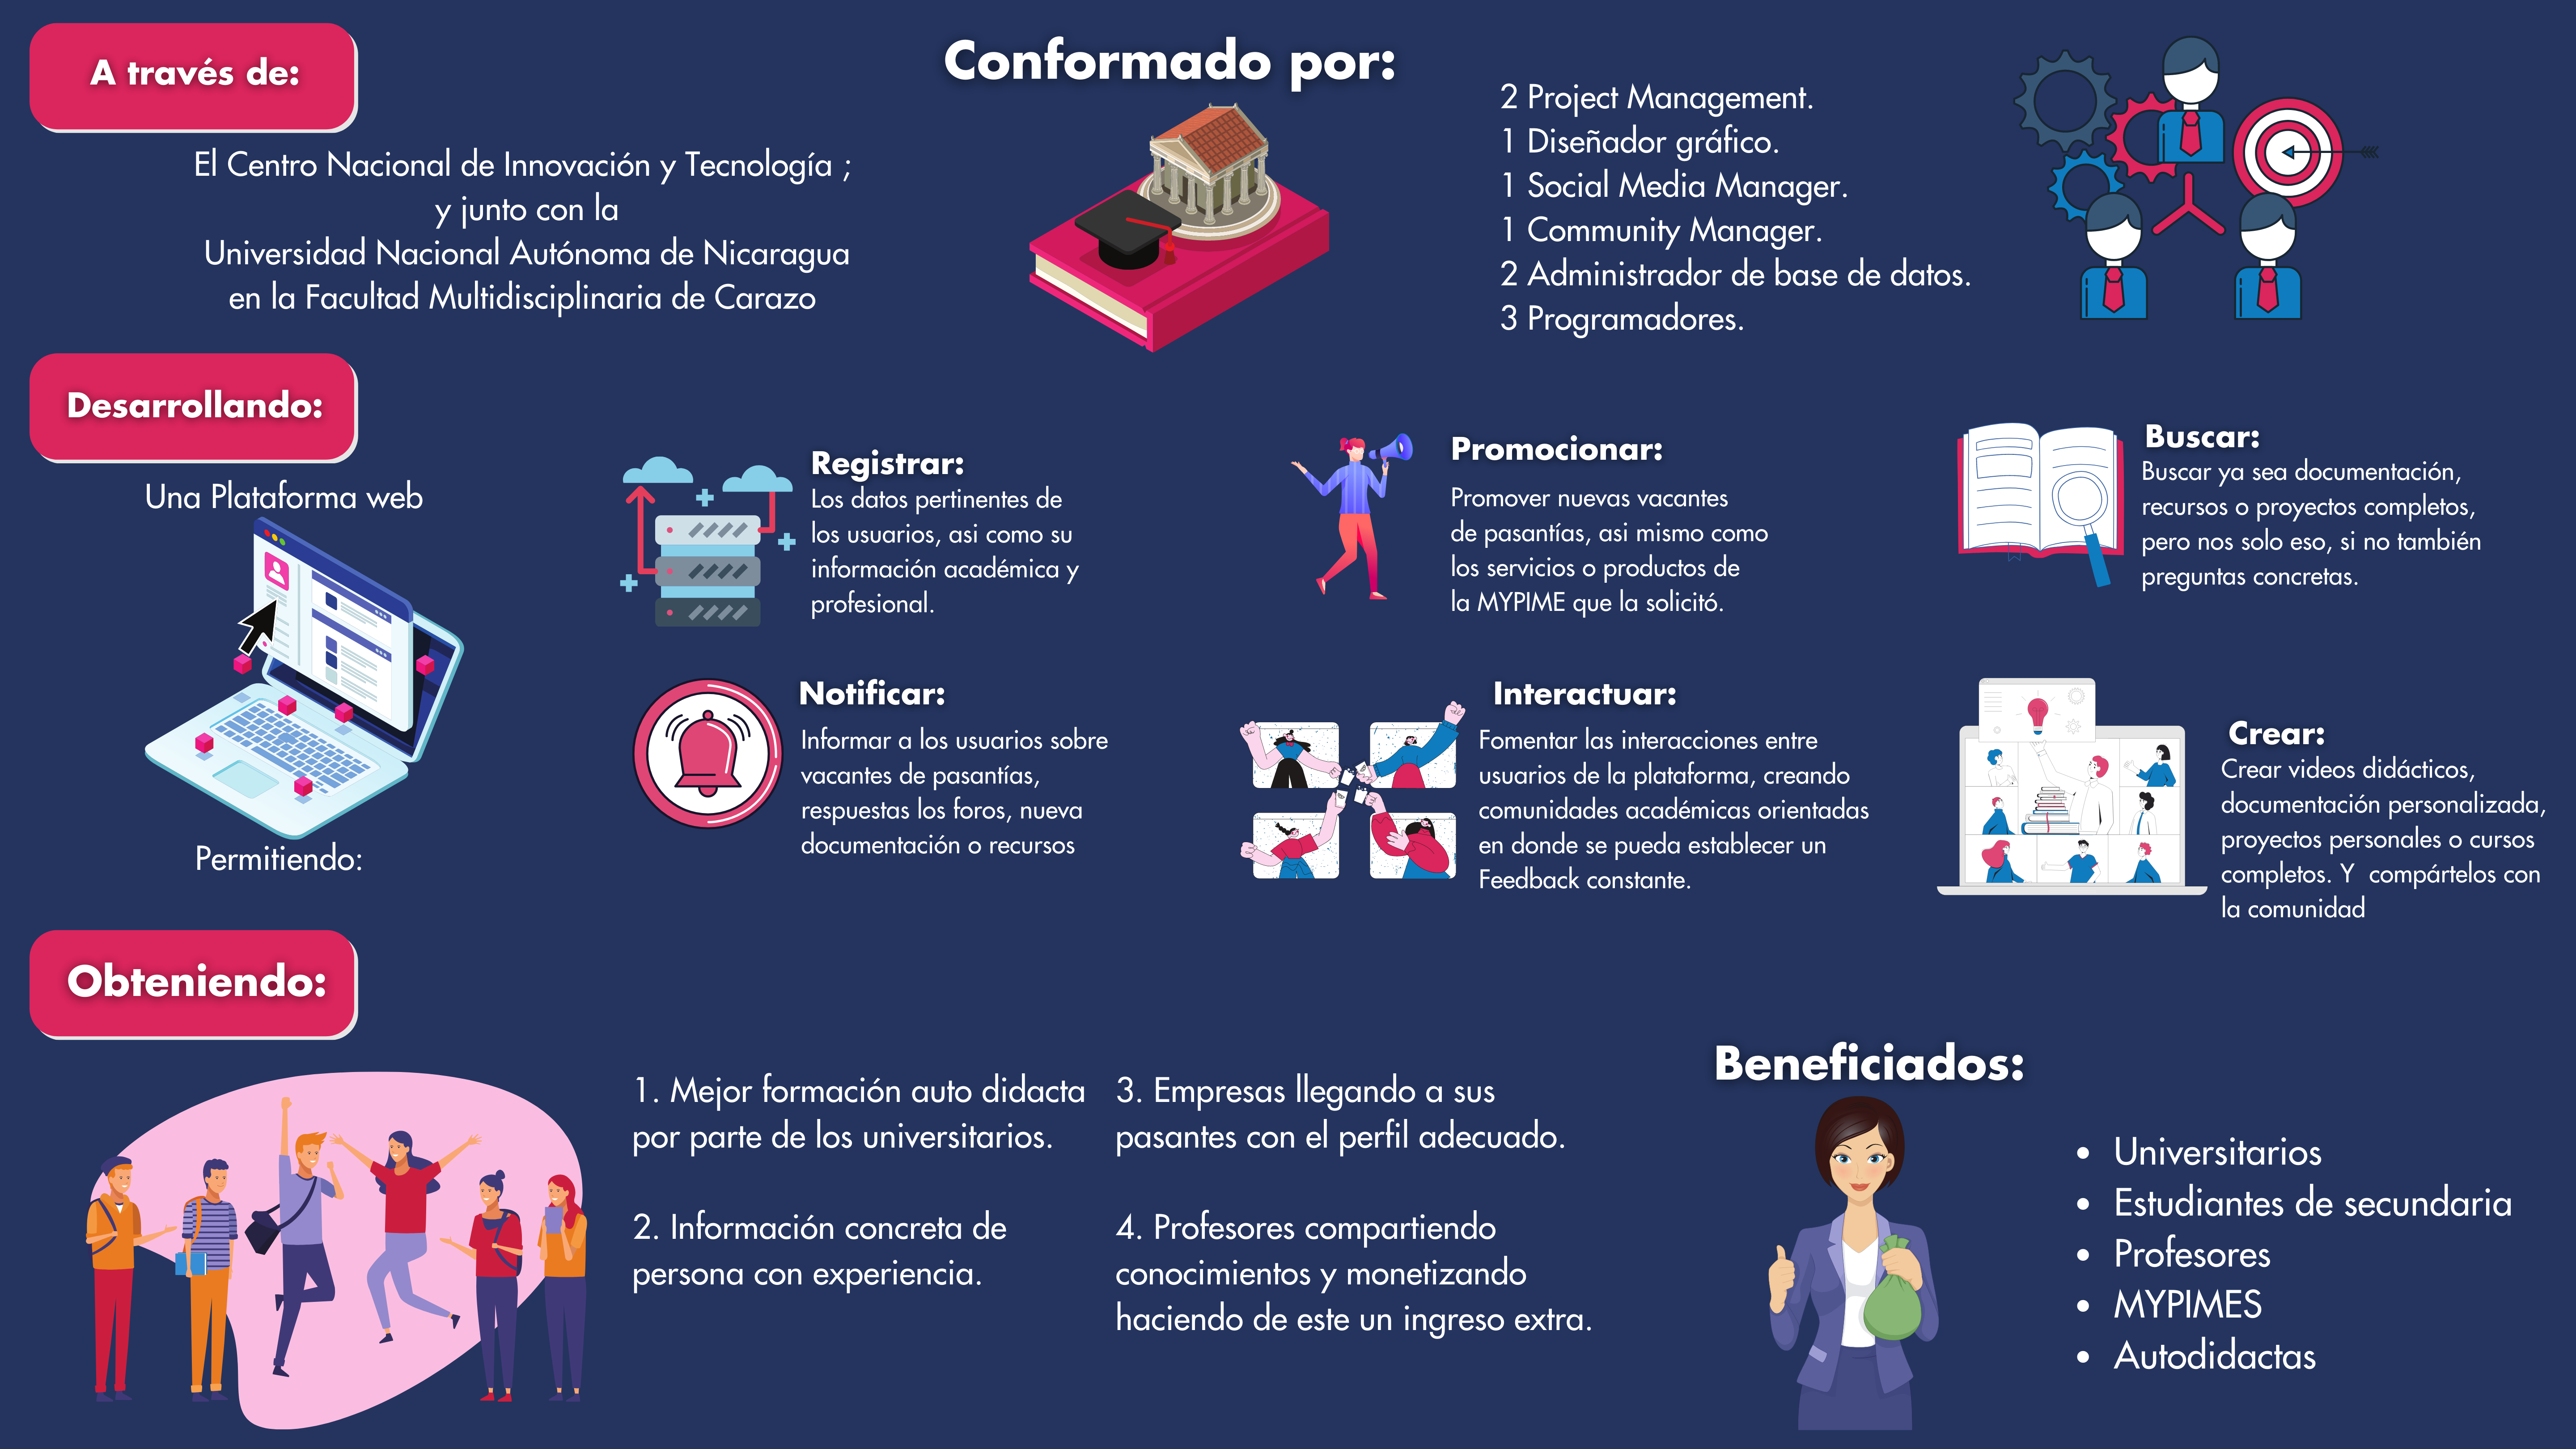 A través de:
El Centro Nacional de Innovación y Tecnología ;
y junto con la
Universidad Nacional Autónoma de Nicaragua
en la Facultad Multidisciplinaria de Carazo
Conformado por:
2 Project Management.
1 Diseñador gráfico.
1 Social Media Manager.
1 Community Manager.
2 Administrador de base de datos.
3 Programadores.
Desarrollando:
Una Plataforma web
Permitiendo:
Registrar:
Los datos pertinentes de
los usuarios, asi como su
información académica y
profesional.
Promocionar:
Promover nuevas vacantes
de pasantías, asi mismo como
los servicios o productos de
la MYPIME que la solicitó.
Buscar:
Buscar ya sea documentación,
recursos o proyectos completos,
pero nos solo eso, si no también
preguntas concretas.
Notificar:
Informar a los usuarios sobre
vacantes de pasantías,
respuestas los foros, nueva
documentación o recursos
Interactuar:
Fomentar las interacciones entre
usuarios de la plataforma, creando
comunidades académicas orientadas
en donde se pueda establecer un
Feedback constante.
Crear:
Crear videos didácticos,
documentación personalizada,
proyectos personales o cursos
completos. Y  compártelos con
la comunidad
Obteniendo:
1. Mejor formación auto didacta
por parte de los universitarios.
2. Información concreta de
persona con experiencia.
3. Empresas llegando a sus
pasantes con el perfil adecuado.
4. Profesores compartiendo
conocimientos y monetizando
haciendo de este un ingreso extra.
Beneficiados:
• Universitarios
• Estudiantes de secundaria
• Profesores
• MYPIMES
• Autodidactas